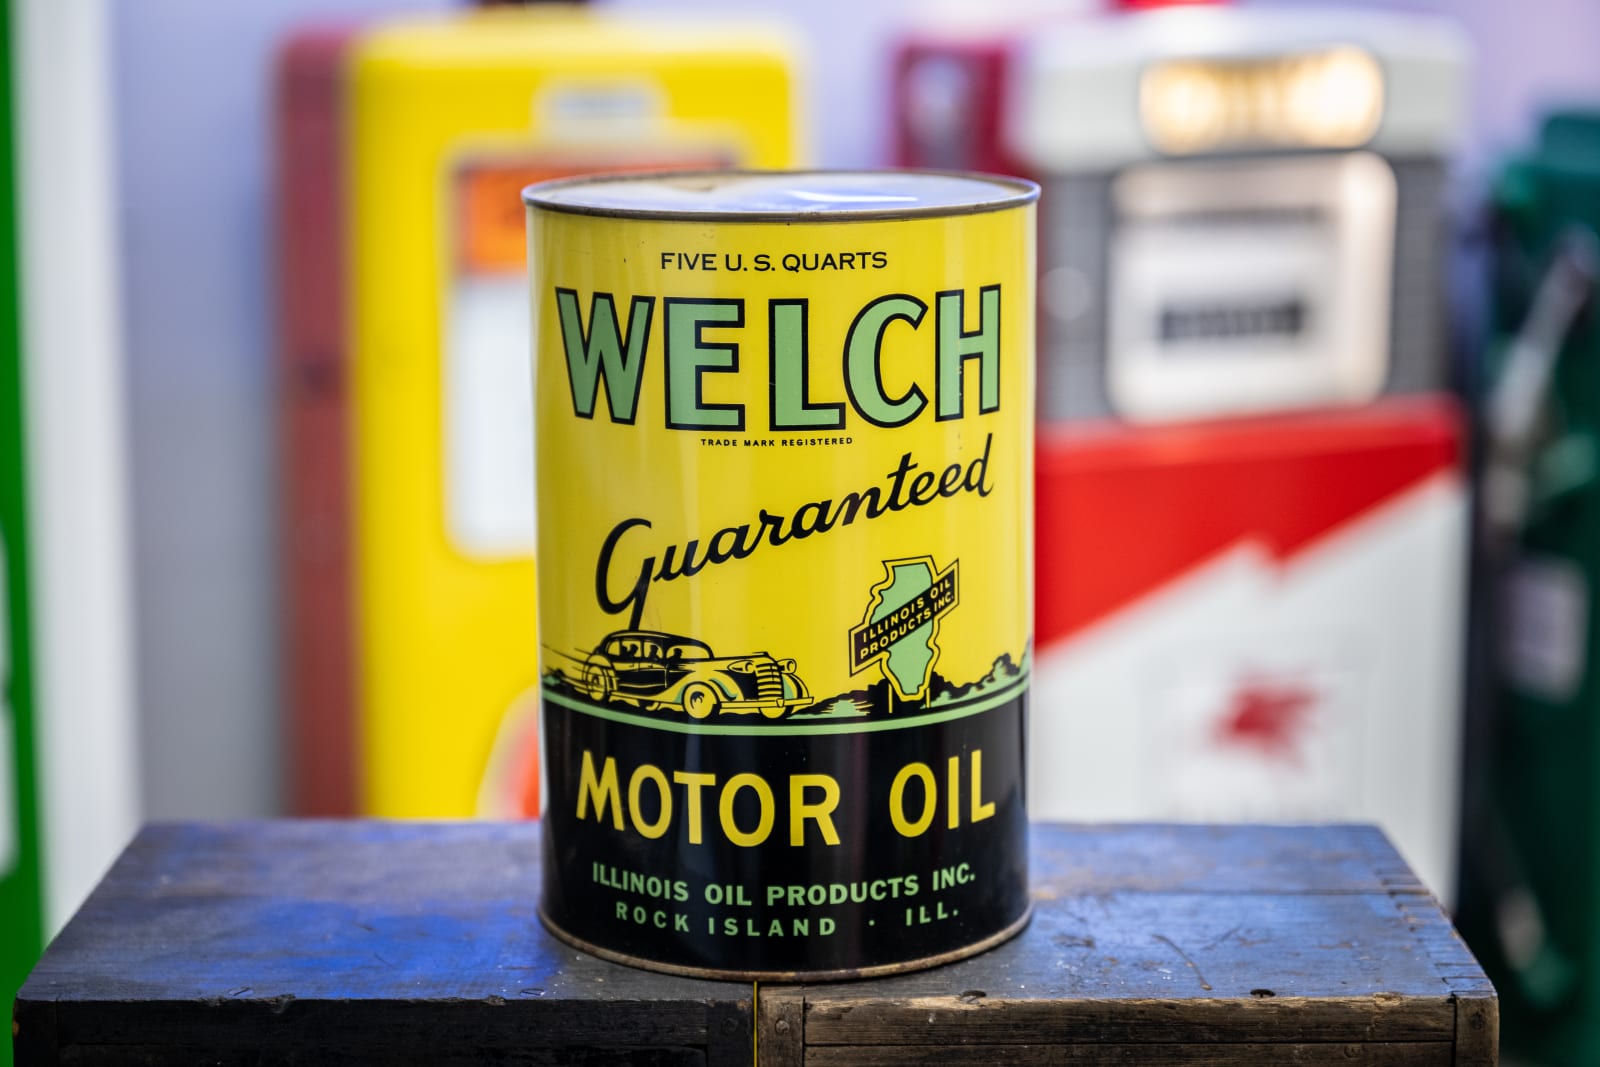 FIVE U.S. QUARTS
WELCH
TRADE MARK REGISTERED
Guaranteed
ILLINOIS OIL
PRODUCTS INC.
MOTOR OIL
ILLINOIS OIL PRODUCTS INC.
ROCK ISLAND · ILL.